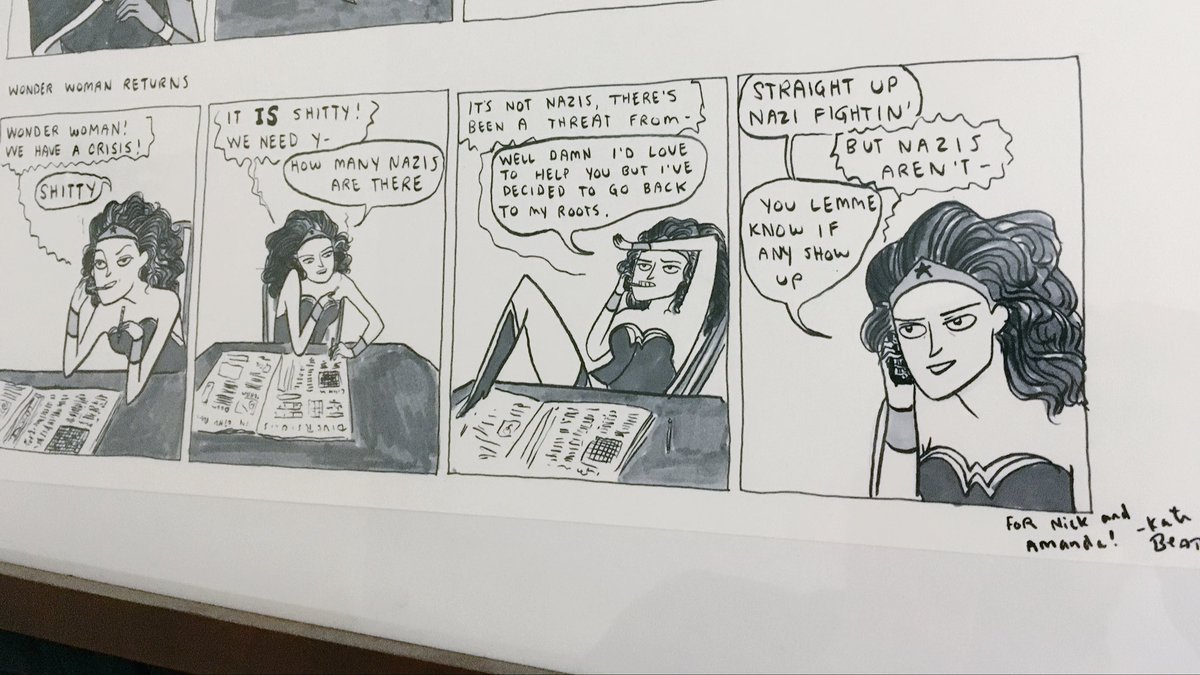 WONDER WOMAN RETURNS
WONDER WOMAN!
WE HAVE A CRISIS!
SHITTY
IT IS SHITTY!
WE NEED Y-
HOW MANY NAZIS
ARE THERE
IT'S NOT NAZIS, THERE'S
BEEN A THREAT FROM-
WELL DAMN I'D LOVE
TO HELP YOU BUT I'VE
DECIDED TO GO BACK
TO MY ROOTS.
STRAIGHT UP
NAZI FIGHTIN'
BUT NAZIS
AREN'T-
YOU LEMME
KNOW IF
ANY SHOW
UP
FOR Nick and
Amanda!
-Kate